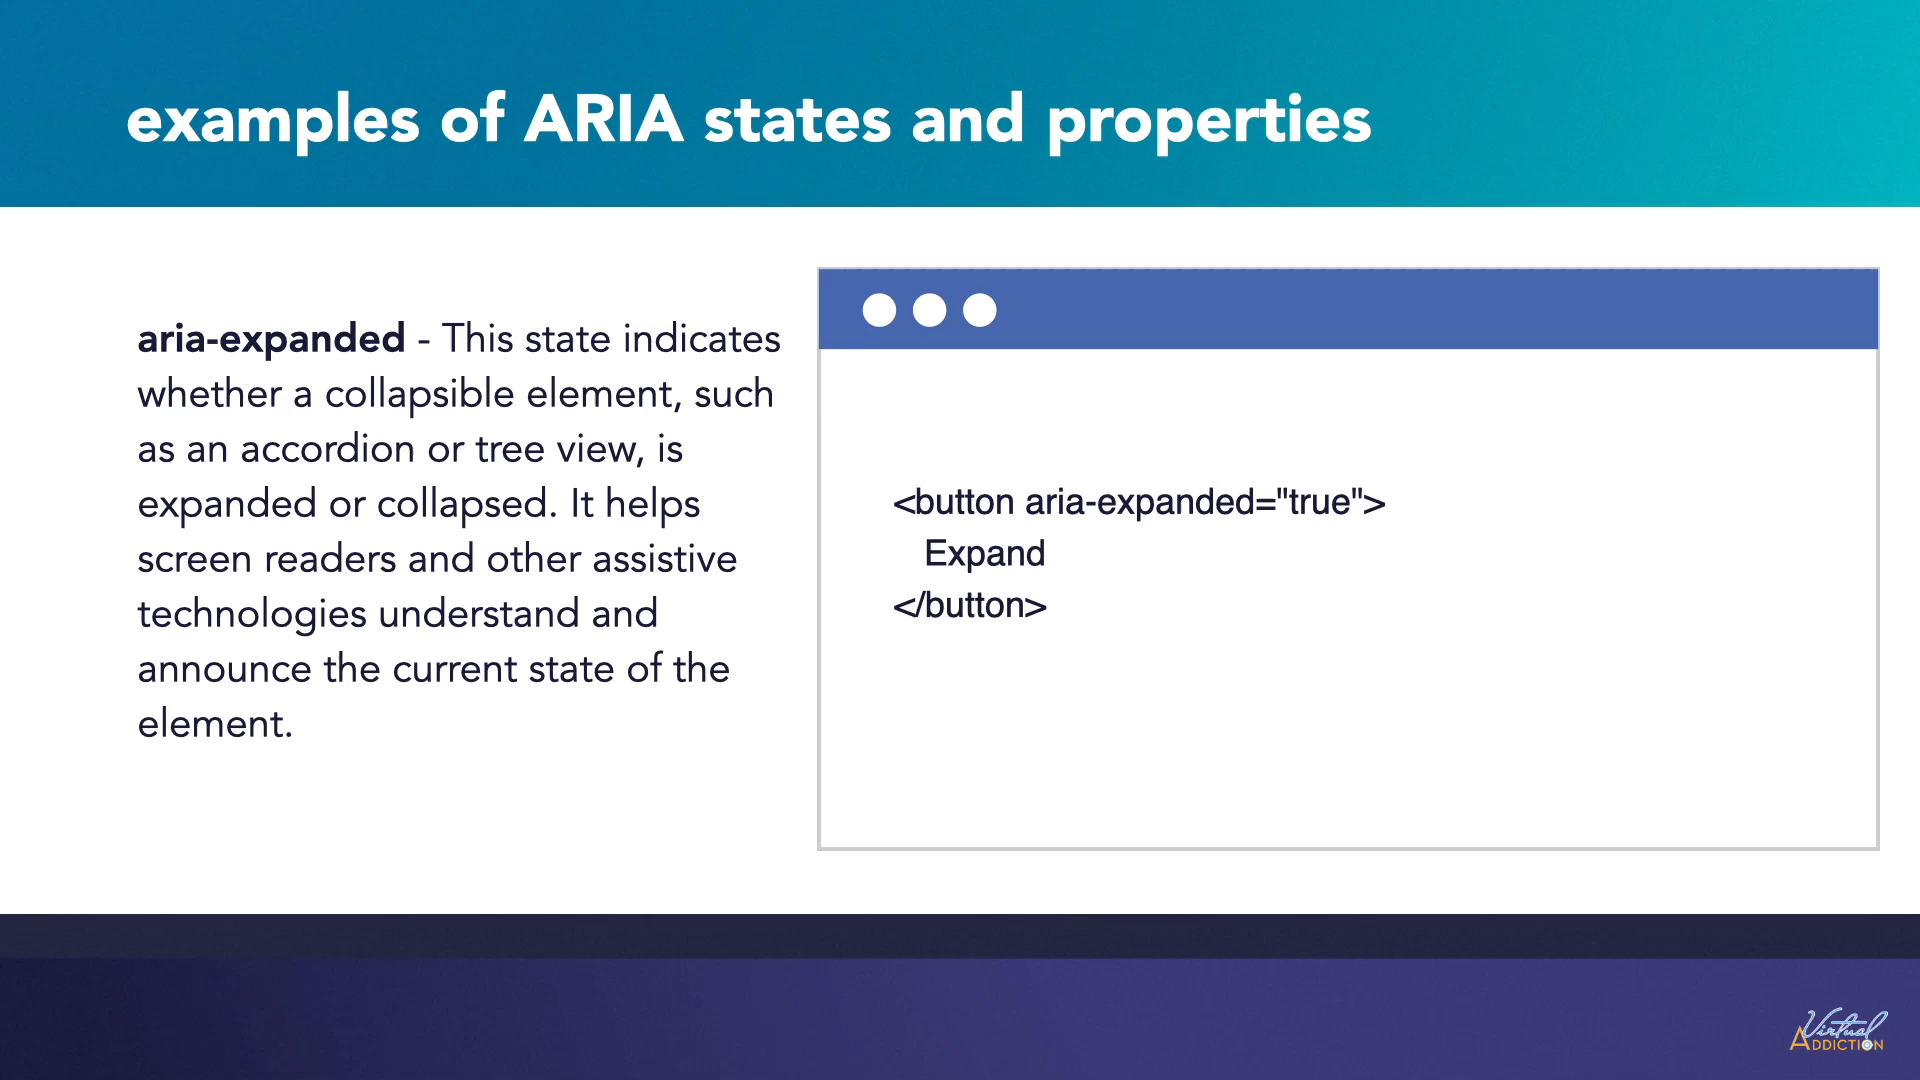 examples of ARIA states and properties
aria-expanded - This state indicates
whether a collapsible element, such
as an accordion or tree view, is
expanded or collapsed. It helps
screen readers and other assistive
technologies understand and
announce the current state of the
element.
<button aria-expanded="true">
Expand
</button>
Virtual
ADDICTION